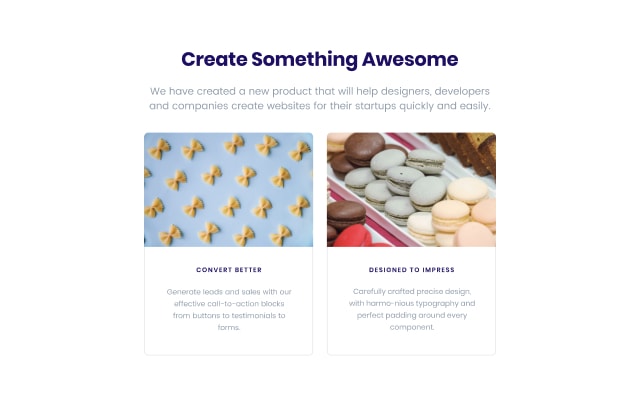 Create Something Awesome
We have created a new product that will help designers, developers
and companies create websites for their startups quickly and easily.
CONVERT BETTER
Generate leads and sales with our
effective call-to-action blocks
from buttons to testimonials to
forms.
DESIGNED TO IMPRESS
Carefully crafted precise design,
with harmo-nious typography and
perfect padding around every
component.